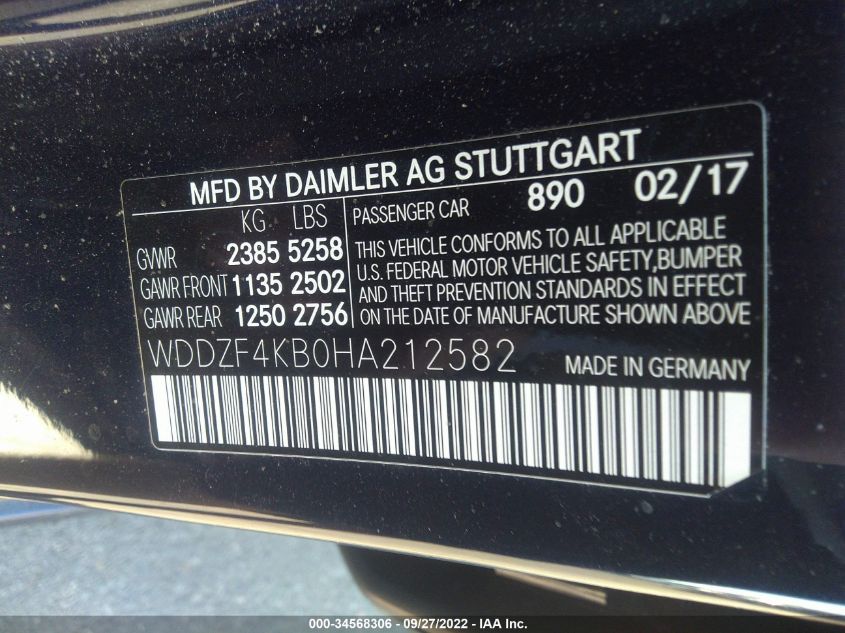 MFD BY DAIMLER AG STUTTGART
KG LBS
GVWR 2385 5258
GAWR FRONT 1135 2502
GAWR REAR 1250 2756
PASSENGER CAR 890 02/17
THIS VEHICLE CONFORMS TO ALL APPLICABLE
U.S. FEDERAL MOTOR VEHICLE SAFETY,BUMPER
AND THEFT PREVENTION STANDARDS IN EFFECT
ON THE DATE OF MANUFACTURE SHOWN ABOVE
WDDZF4KB0HA212582 MADE IN GERMANY
000-34568306 / 09/27/2022 - IAA Inc.